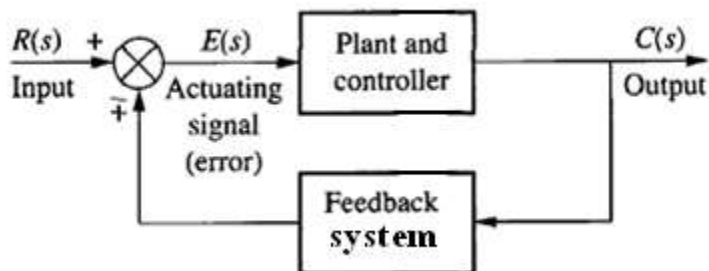 R(s) + E(s) Plant and C(s)
Input Actuating controller Output
∓
signal
(error)
Feedback
system